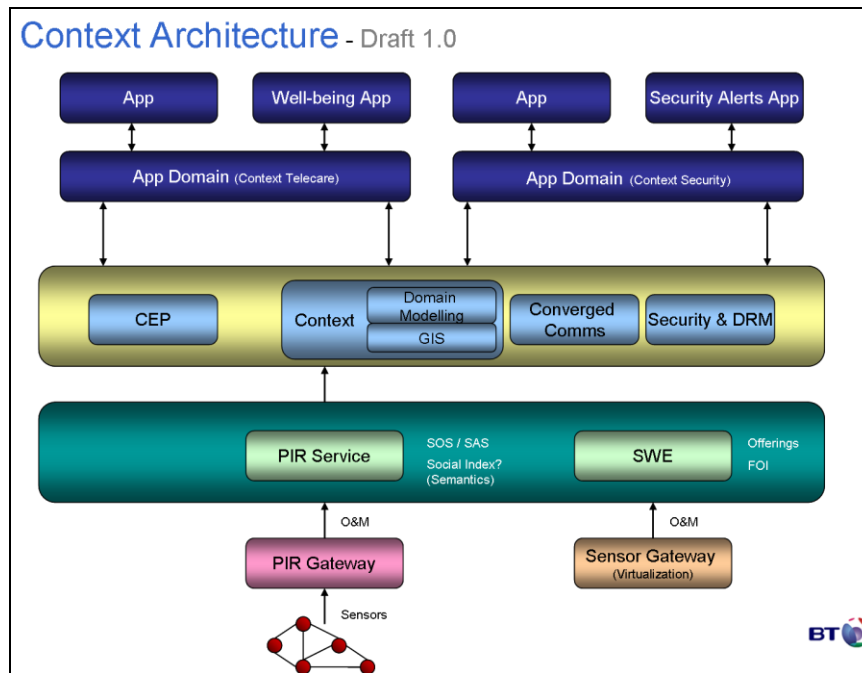 Context Architecture - Draft 1.0
App
Well-being App
App
Security Alerts App
App Domain (Context Telecare)
App Domain (Context Security)
CEP
Context
Domain
Modelling
GIS
Converged
Comms
Security & DRM
PIR Service
SOS / SAS
Social Index?
(Semantics)
SWE
Offerings
FOI
O&M
O&M
PIR Gateway
Sensor Gateway
(Virtualization)
Sensors
BT